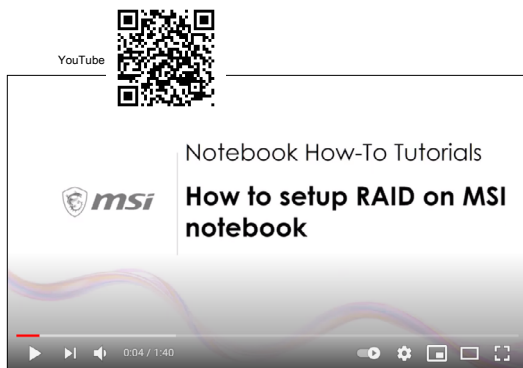 YouTube
Notebook How-To Tutorials
msi
How to setup RAID on MSI
notebook
0:04 / 1:40